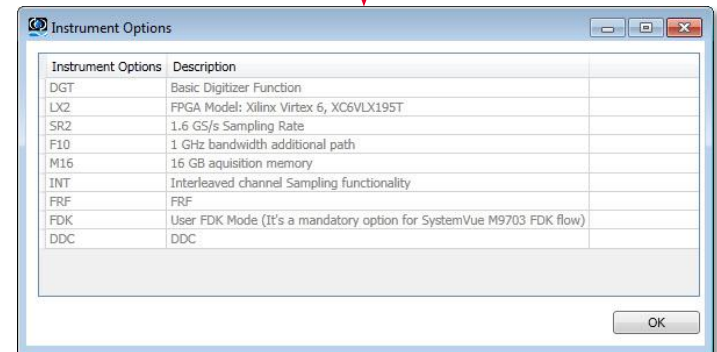 Instrument Options
Instrument Options Description
DGT Basic Digitizer Function
LX2 FPGA Model: Xilinx Virtex 6, XC6VLX195T
SR2 1.6 GS/s Sampling Rate
F10 1 GHz bandwidth additional path
M16 16 GB aquisition memory
INT Interleaved channel Sampling functionality
FRF FRF
FDK User FDK Mode (It's a mandatory option for SystemVue M9703 FDK flow)
DDC DDC
OK